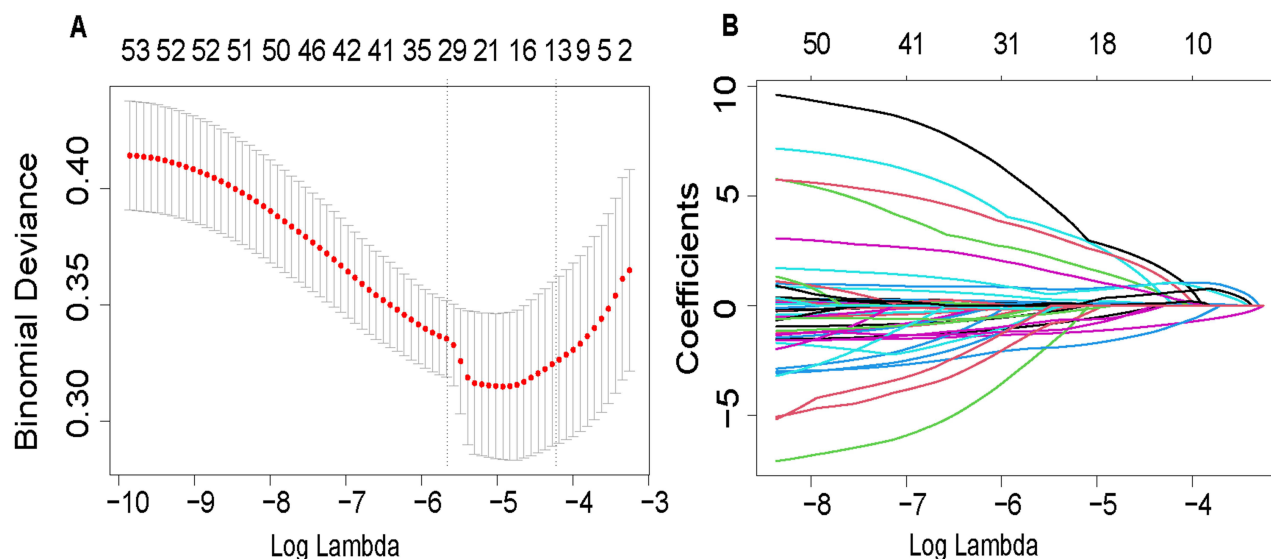 A
53 52 52 51 50 46 42 41 35 29 21 16 13 9 5 2
Binomial Deviance
0.40
0.35
0.30
−10 −9 −8 −7 −6 −5 −4 −3
Log Lambda
B
50 41 31 18 10
Coefficients
10
5
0
−5
−8 −7 −6 −5 −4
Log Lambda